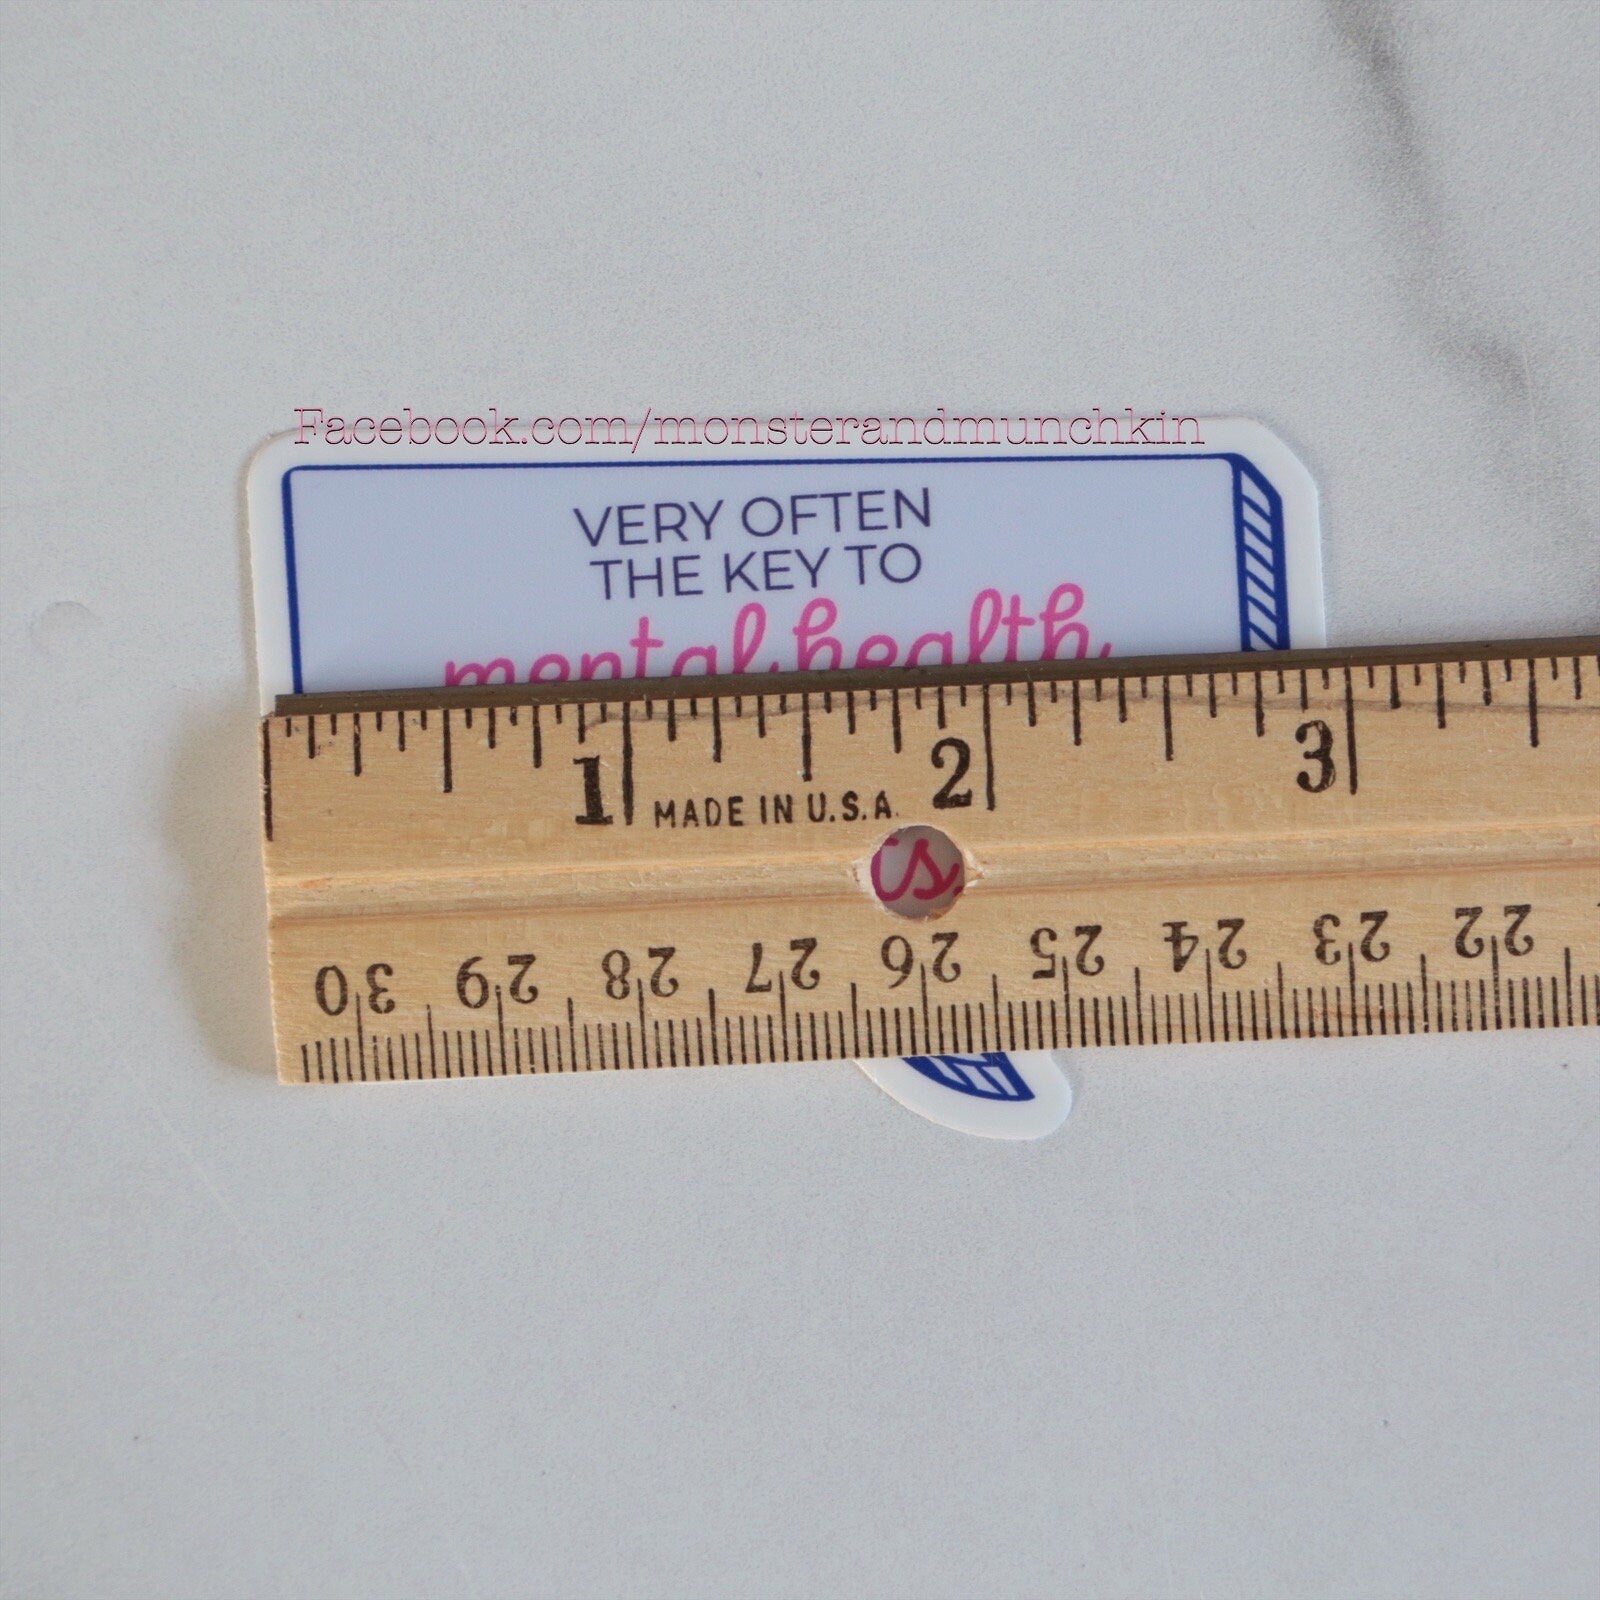 Facebook.com/monsterandmunchkin
VERY OFTEN
THE KEY TO
mental health
1 2 3
MADE IN U.S.A.
30 29 28 27 26 25 24 23 22